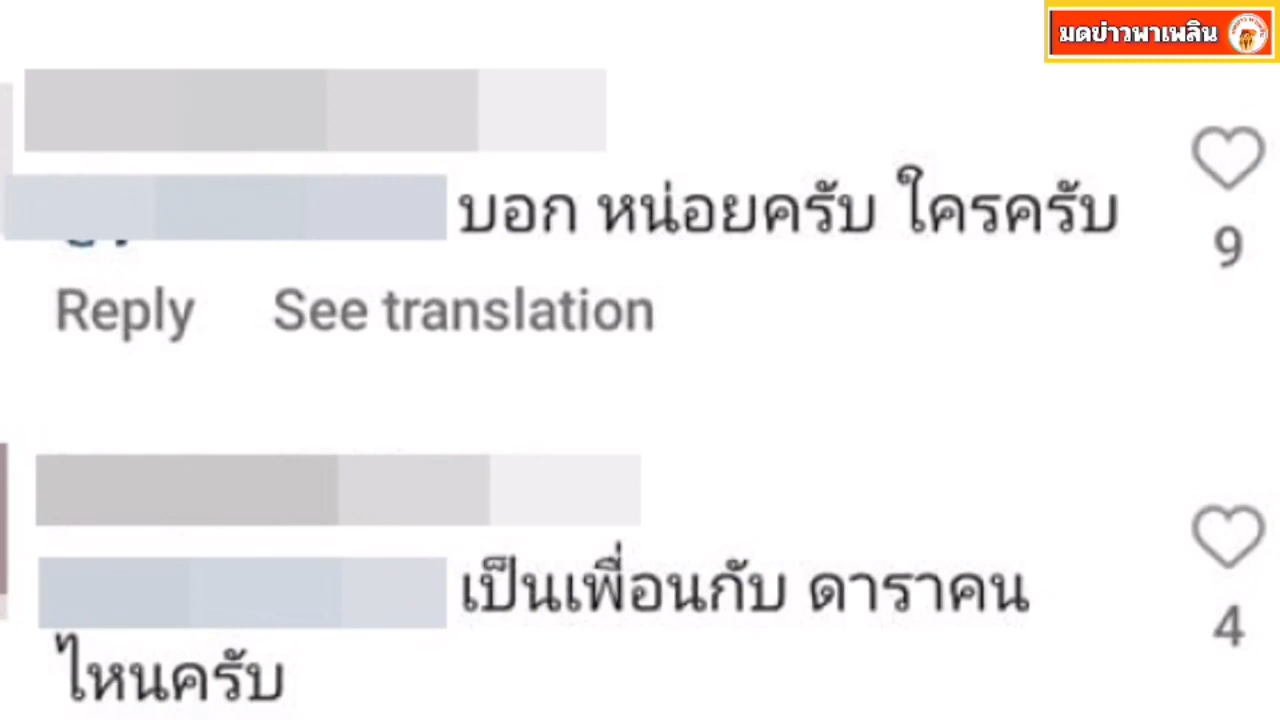 มดข่าวพาเพลิน
บอก หน่อยครับ ใครครับ
9
Reply See translation
เป็นเพื่อนกับ ดาราคน
4
ไหนครับ